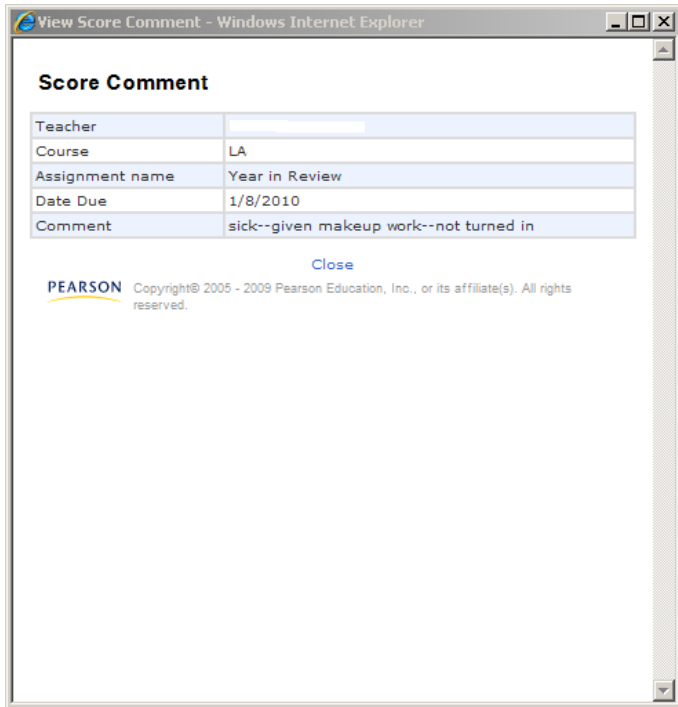 View Score Comment - Windows Internet Explorer
Score Comment
Teacher
Course LA
Assignment name Year in Review
Date Due 1/8/2010
Comment sick--given makeup work--not turned in
Close
PEARSON Copyright© 2005 - 2009 Pearson Education, Inc., or its affiliate(s). All rights
reserved.